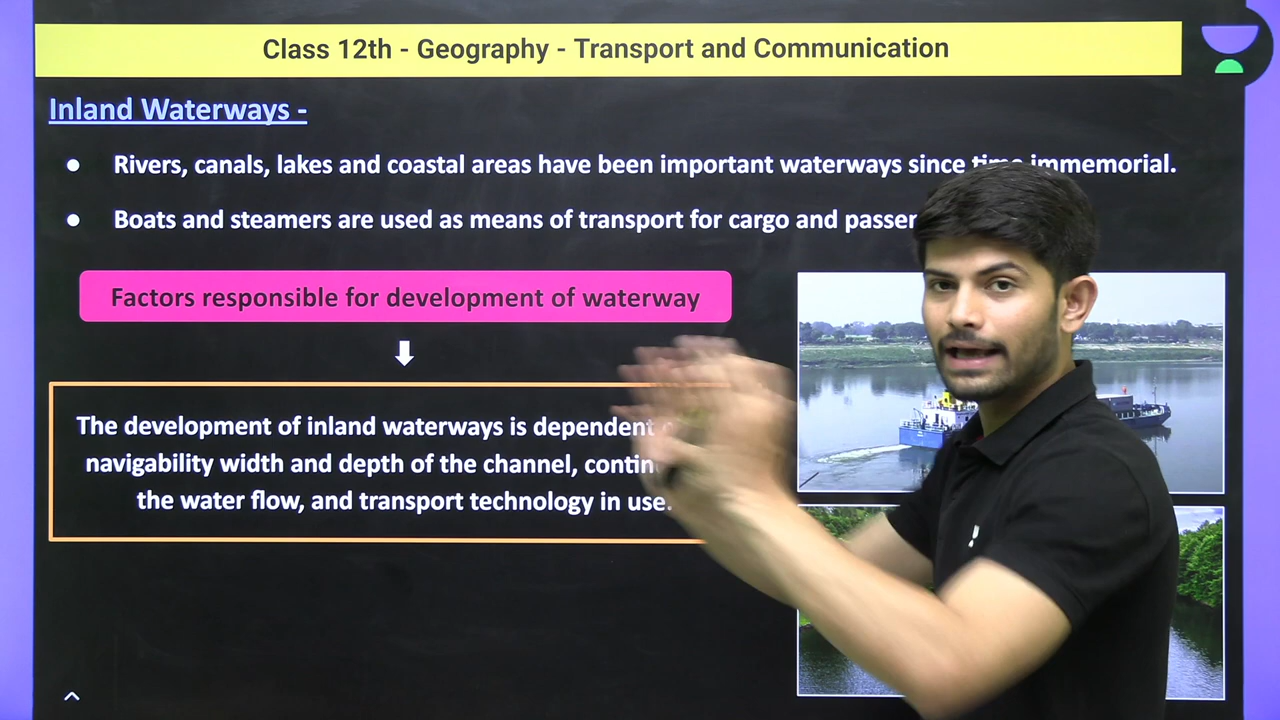 Class 12th - Geography - Transport and Communication
Inland Waterways -
● Rivers, canals, lakes and coastal areas have been important waterways since time immemorial.
● Boats and steamers are used as means of transport for cargo and
Factors responsible for development of waterway
The development of inland waterways is dependent
navigability width and depth of the channel,
the water flow, and transport technology in use.